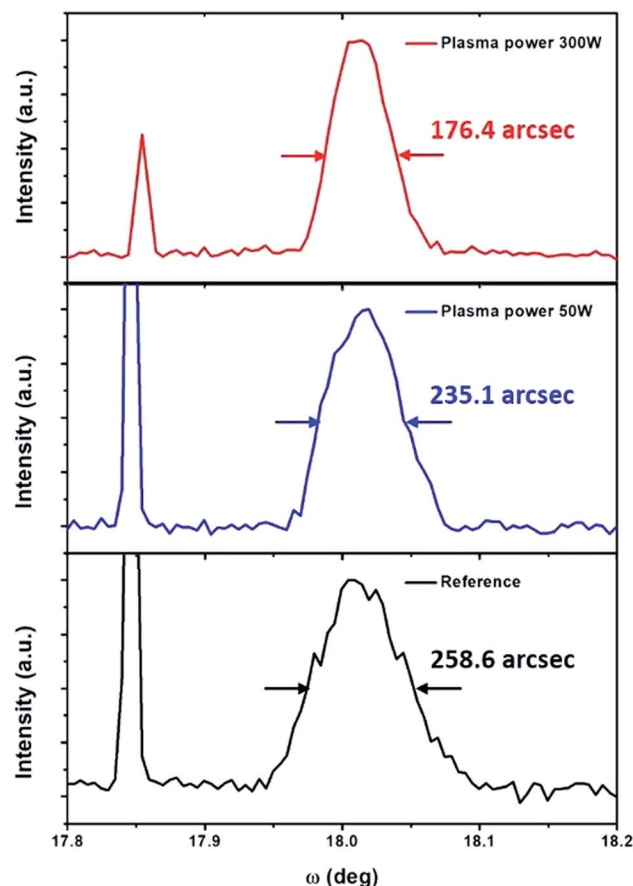 Intensity (a.u.)
Plasma power 300W
176.4 arcsec
Intensity (a.u.)
Plasma power 50W
235.1 arcsec
Intensity (a.u.)
Reference
258.6 arcsec
17.8 17.9 18.0 18.1 18.2
ω (deg)